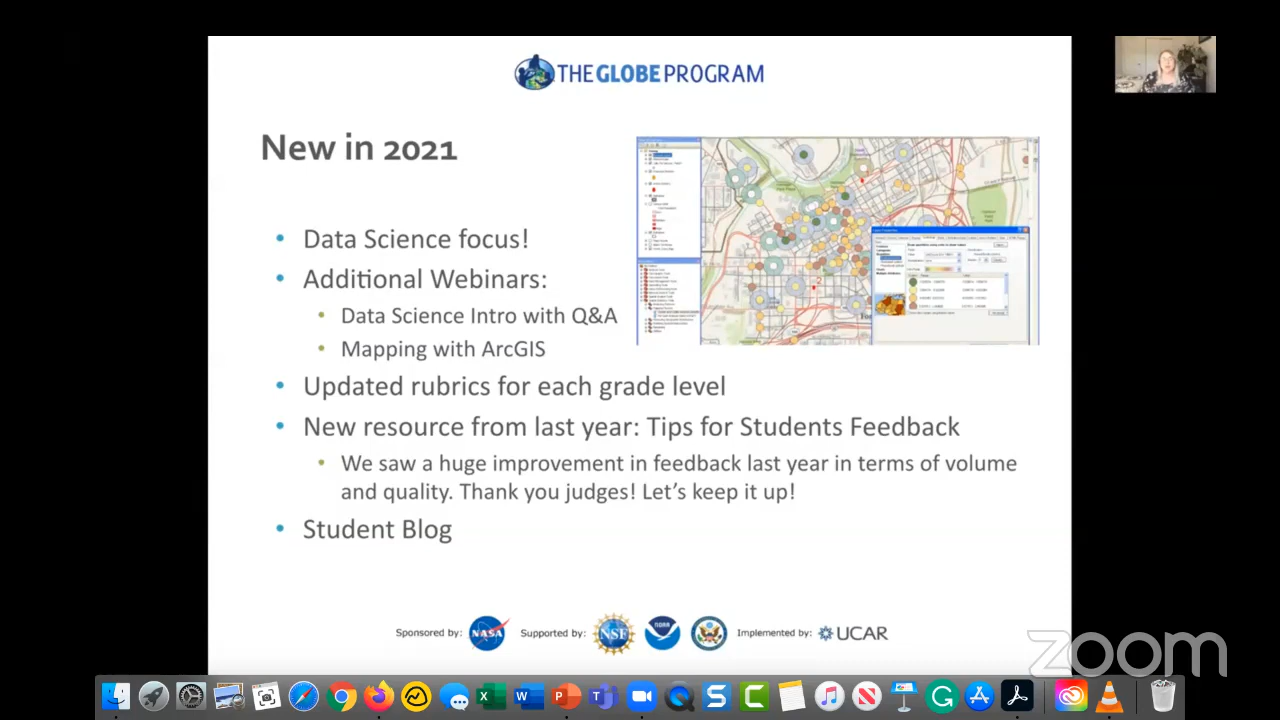 THE GLOBE PROGRAM
New in 2021
Data Science focus!
Additional Webinars:
Data Science Intro with Q&A
Mapping with ArcGIS
Updated rubrics for each grade level
New resource from last year: Tips for Students Feedback
We saw a huge improvement in feedback last year in terms of volume
and quality. Thank you judges! Let's keep it up!
Student Blog
Sponsored by: NASA Supported by: NSF NOAA Implemented by: UCAR
zoom